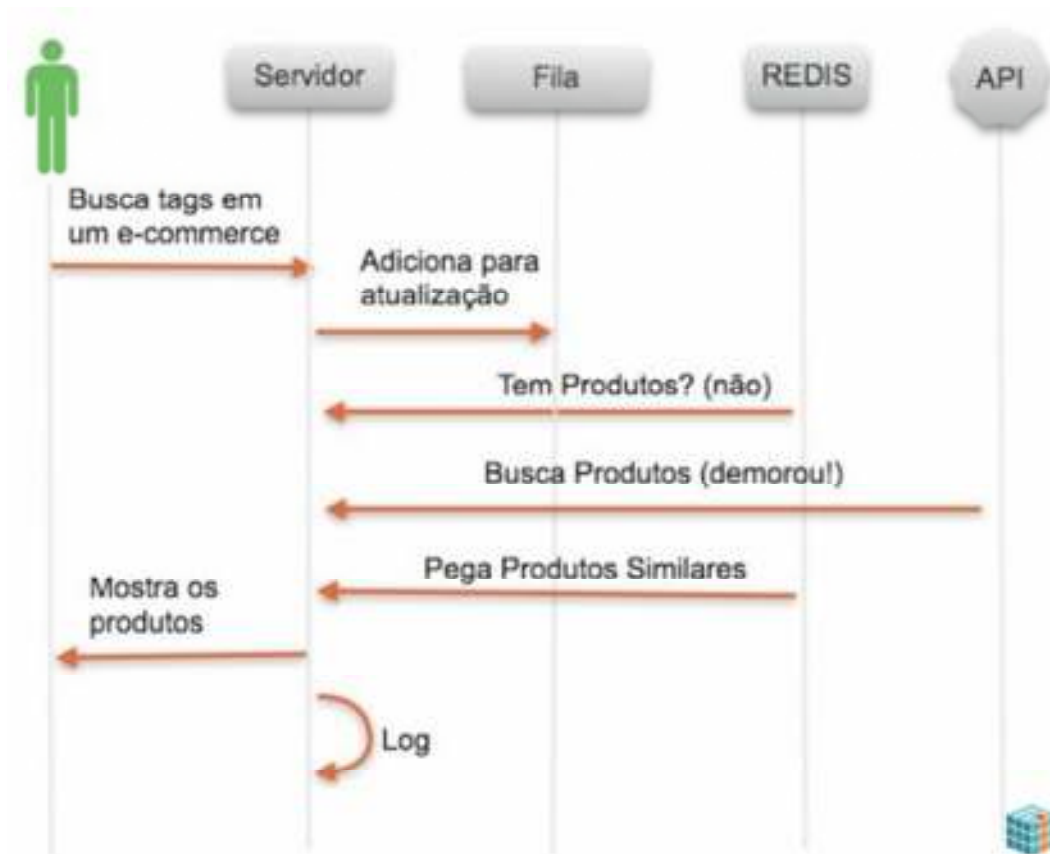 Servidor
Fila
REDIS
API
Busca tags em
um e-commerce
Adiciona para
atualização
Tem Produtos? (não)
Busca Produtos (demorou!)
Pega Produtos Similares
Mostra os
produtos
Log